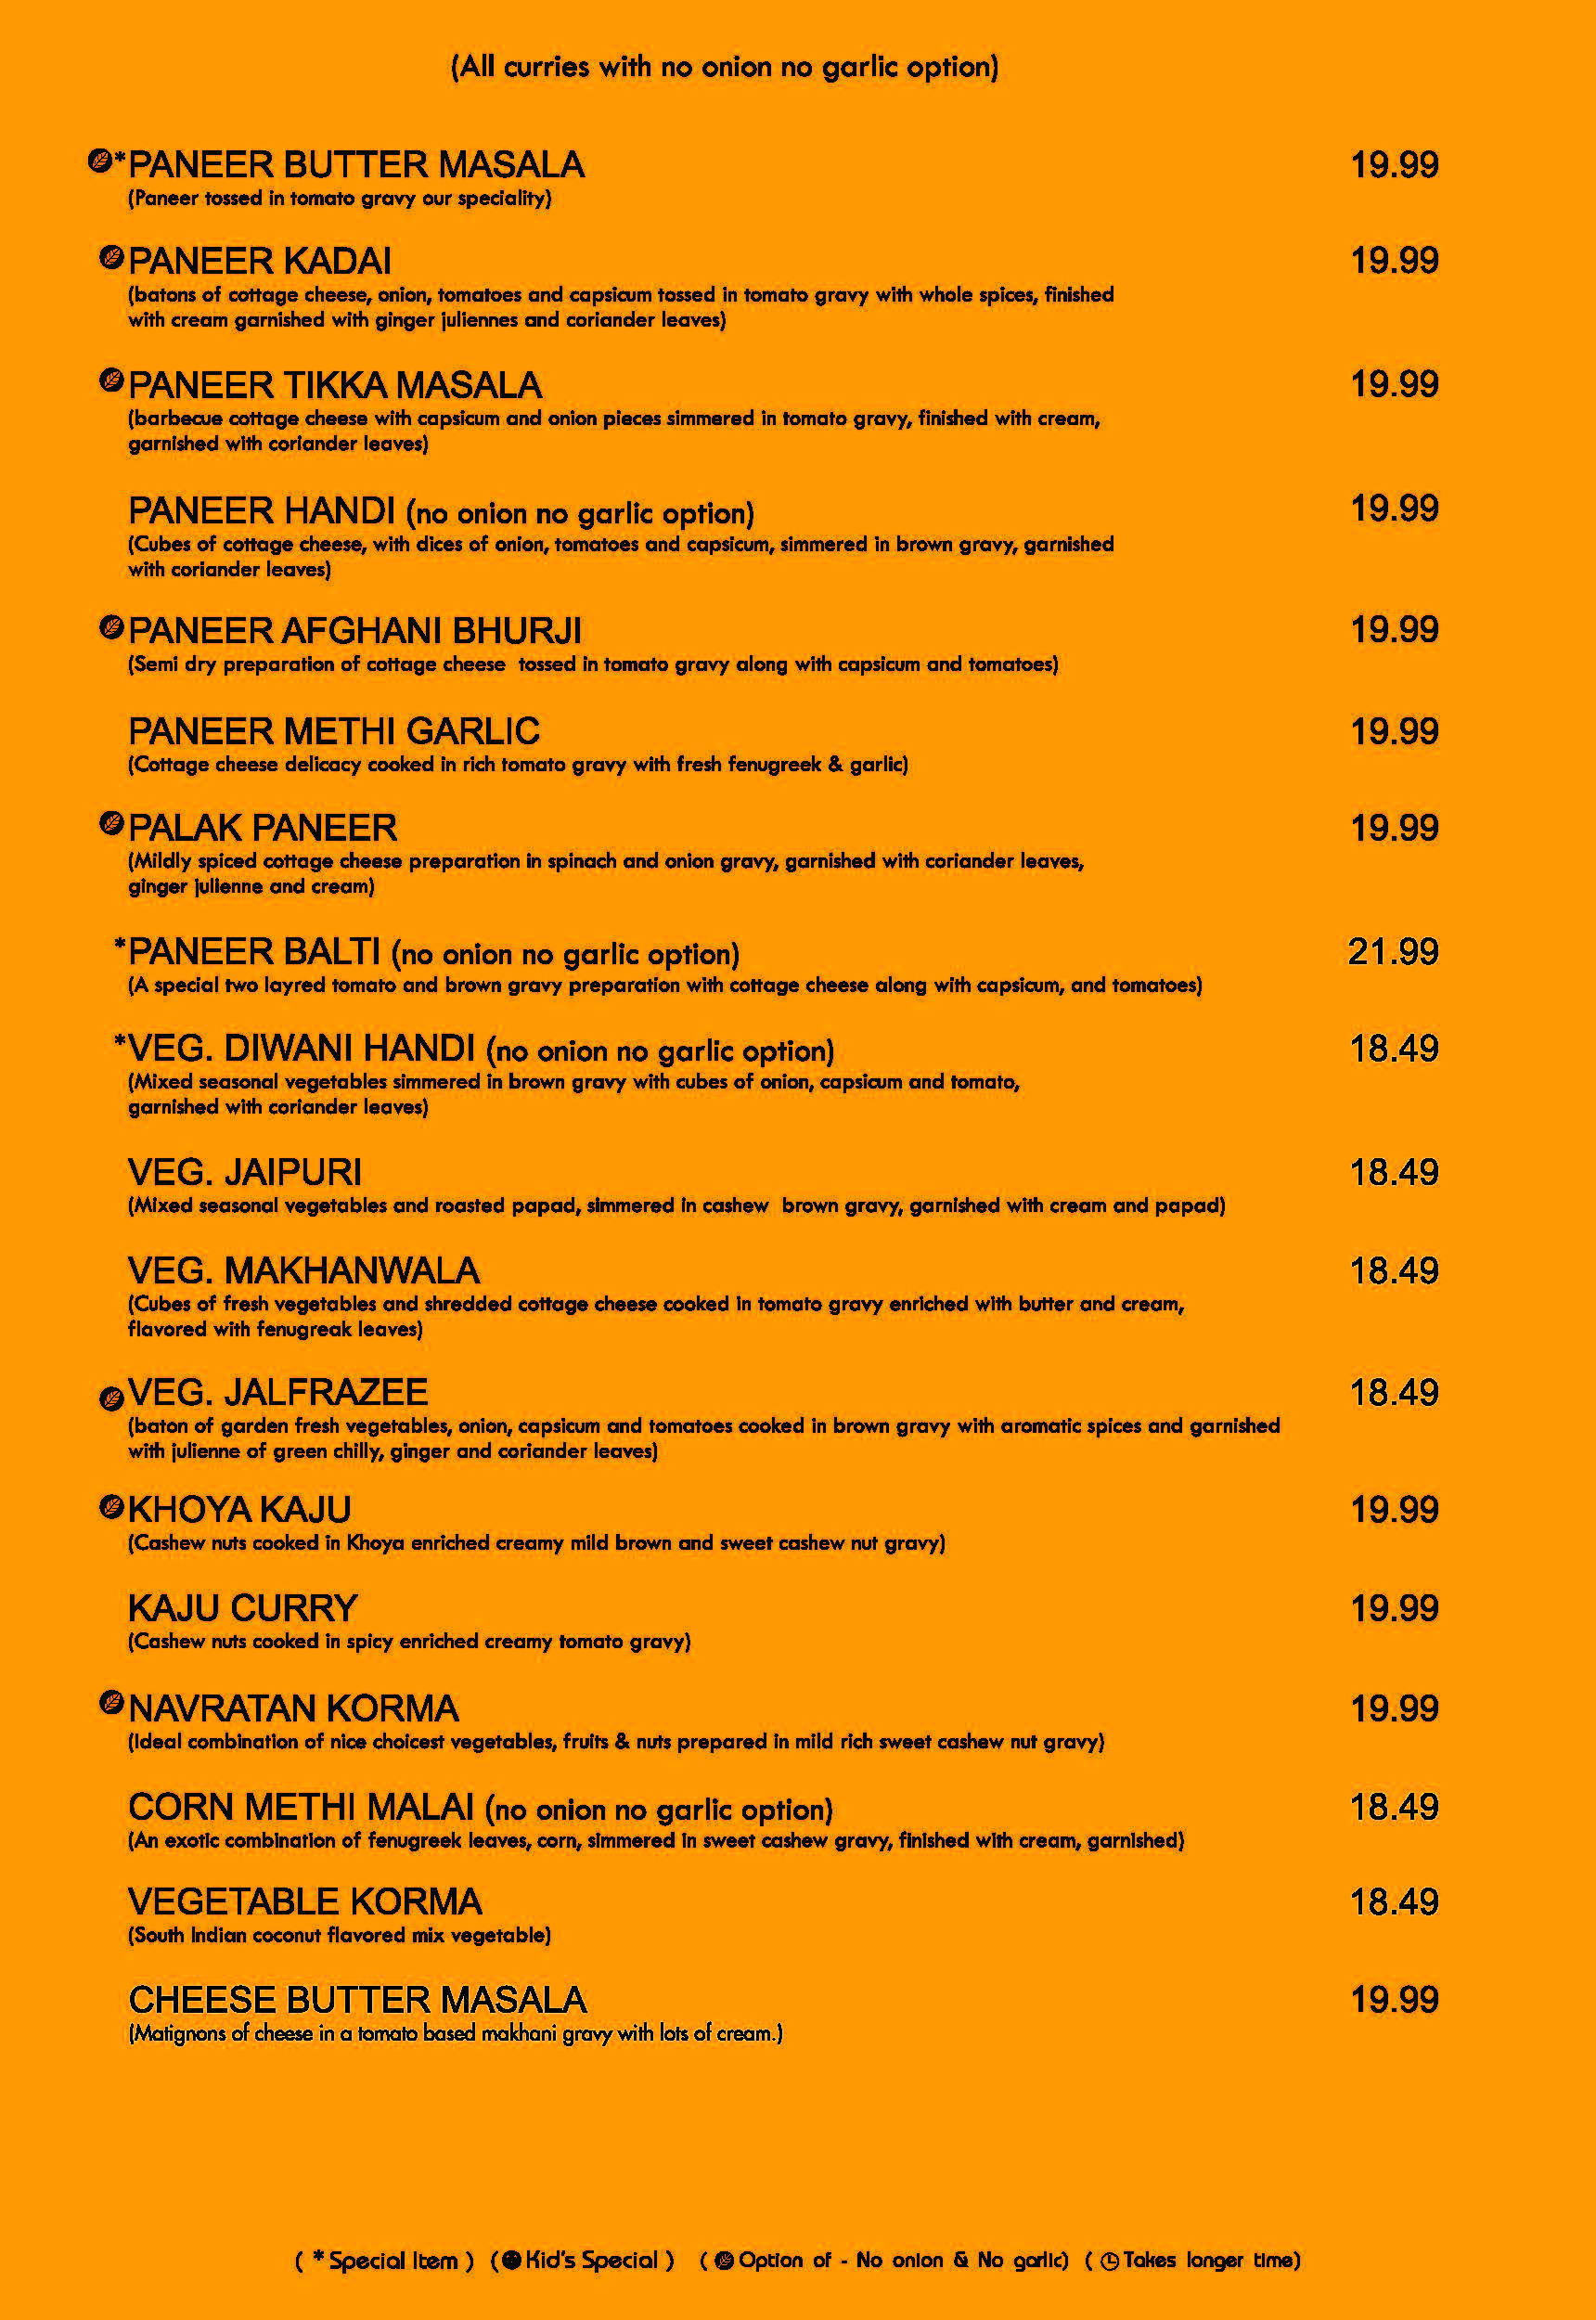 (All curries with no onion no garlic option)
*PANEER BUTTER MASALA 19.99
(Paneer tossed in tomato gravy our speciality)
PANEER KADAI 19.99
(batons of cottage cheese, onion, tomatoes and capsicum tossed in tomato gravy with whole spices, finished
with cream garnished with ginger juliennes and coriander leaves)
PANEER TIKKA MASALA 19.99
(barbecue cottage cheese with capsicum and onion pieces simmered in tomato gravy, finished with cream,
garnished with coriander leaves)
PANEER HANDI (no onion no garlic option) 19.99
(Cubes of cottage cheese, with dices of onion, tomatoes and capsicum, simmered in brown gravy, garnished
with coriander leaves)
PANEER AFGHANI BHURJI 19.99
(Semi dry preparation of cottage cheese tossed in tomato gravy along with capsicum and tomatoes)
PANEER METHI GARLIC 19.99
(Cottage cheese delicacy cooked in rich tomato gravy with fresh fenugreek & garlic)
PALAK PANEER 19.99
(Mildly spiced cottage cheese preparation in spinach and onion gravy, garnished with coriander leaves,
ginger julienne and cream)
*PANEER BALTI (no onion no garlic option) 21.99
(A special two layred tomato and brown gravy preparation with cottage cheese along with capsicum, and tomatoes)
*VEG. DIWANI HANDI (no onion no garlic option) 18.49
(Mixed seasonal vegetables simmered in brown gravy with cubes of onion, capsicum and tomato,
garnished with coriander leaves)
VEG. JAIPURI 18.49
(Mixed seasonal vegetables and roasted papad, simmered in cashew brown gravy, garnished with cream and papad)
VEG. MAKHANWALA 18.49
(Cubes of fresh vegetables and shredded cottage cheese cooked in tomato gravy enriched with butter and cream,
flavored with fenugreak leaves)
VEG. JALFRAZEE 18.49
(baton of garden fresh vegetables, onion, capsicum and tomatoes cooked in brown gravy with aromatic spices and garnished
with julienne of green chilly, ginger and coriander leaves)
KHOYA KAJU 19.99
(Cashew nuts cooked in Khoya enriched creamy mild brown and sweet cashew nut gravy)
KAJU CURRY 19.99
(Cashew nuts cooked in spicy enriched creamy tomato gravy)
NAVRATAN KORMA 19.99
(Ideal combination of nice choicest vegetables, fruits & nuts prepared in mild rich sweet cashew nut gravy)
CORN METHI MALAI (no onion no garlic option) 18.49
(An exotic combination of fenugreek leaves, corn, simmered in sweet cashew gravy, finished with cream, garnished)
VEGETABLE KORMA 18.49
(South Indian coconut flavored mix vegetable)
CHEESE BUTTER MASALA 19.99
(Matignons of cheese in a tomato based makhani gravy with lots of cream.)
( * Special Item ) ( Kid's Special ) ( Option of - No onion & No garlic) ( Takes longer time)